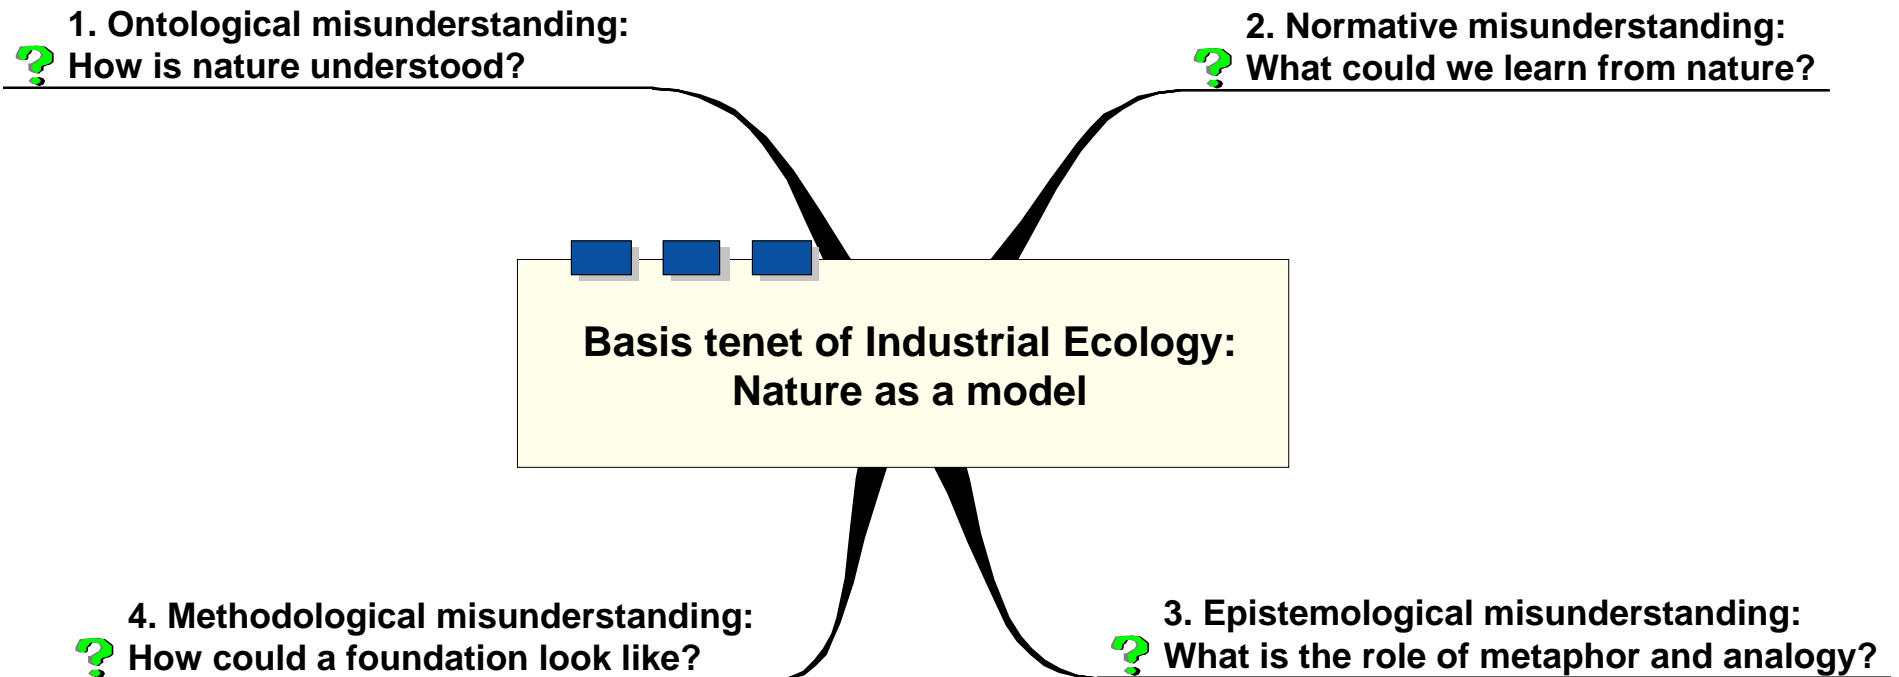 1. Ontological misunderstanding:
How is nature understood?
2. Normative misunderstanding:
What could we learn from nature?
Basis tenet of Industrial Ecology:
Nature as a model
4. Methodological misunderstanding:
How could a foundation look like?
3. Epistemological misunderstanding:
What is the role of metaphor and analogy?